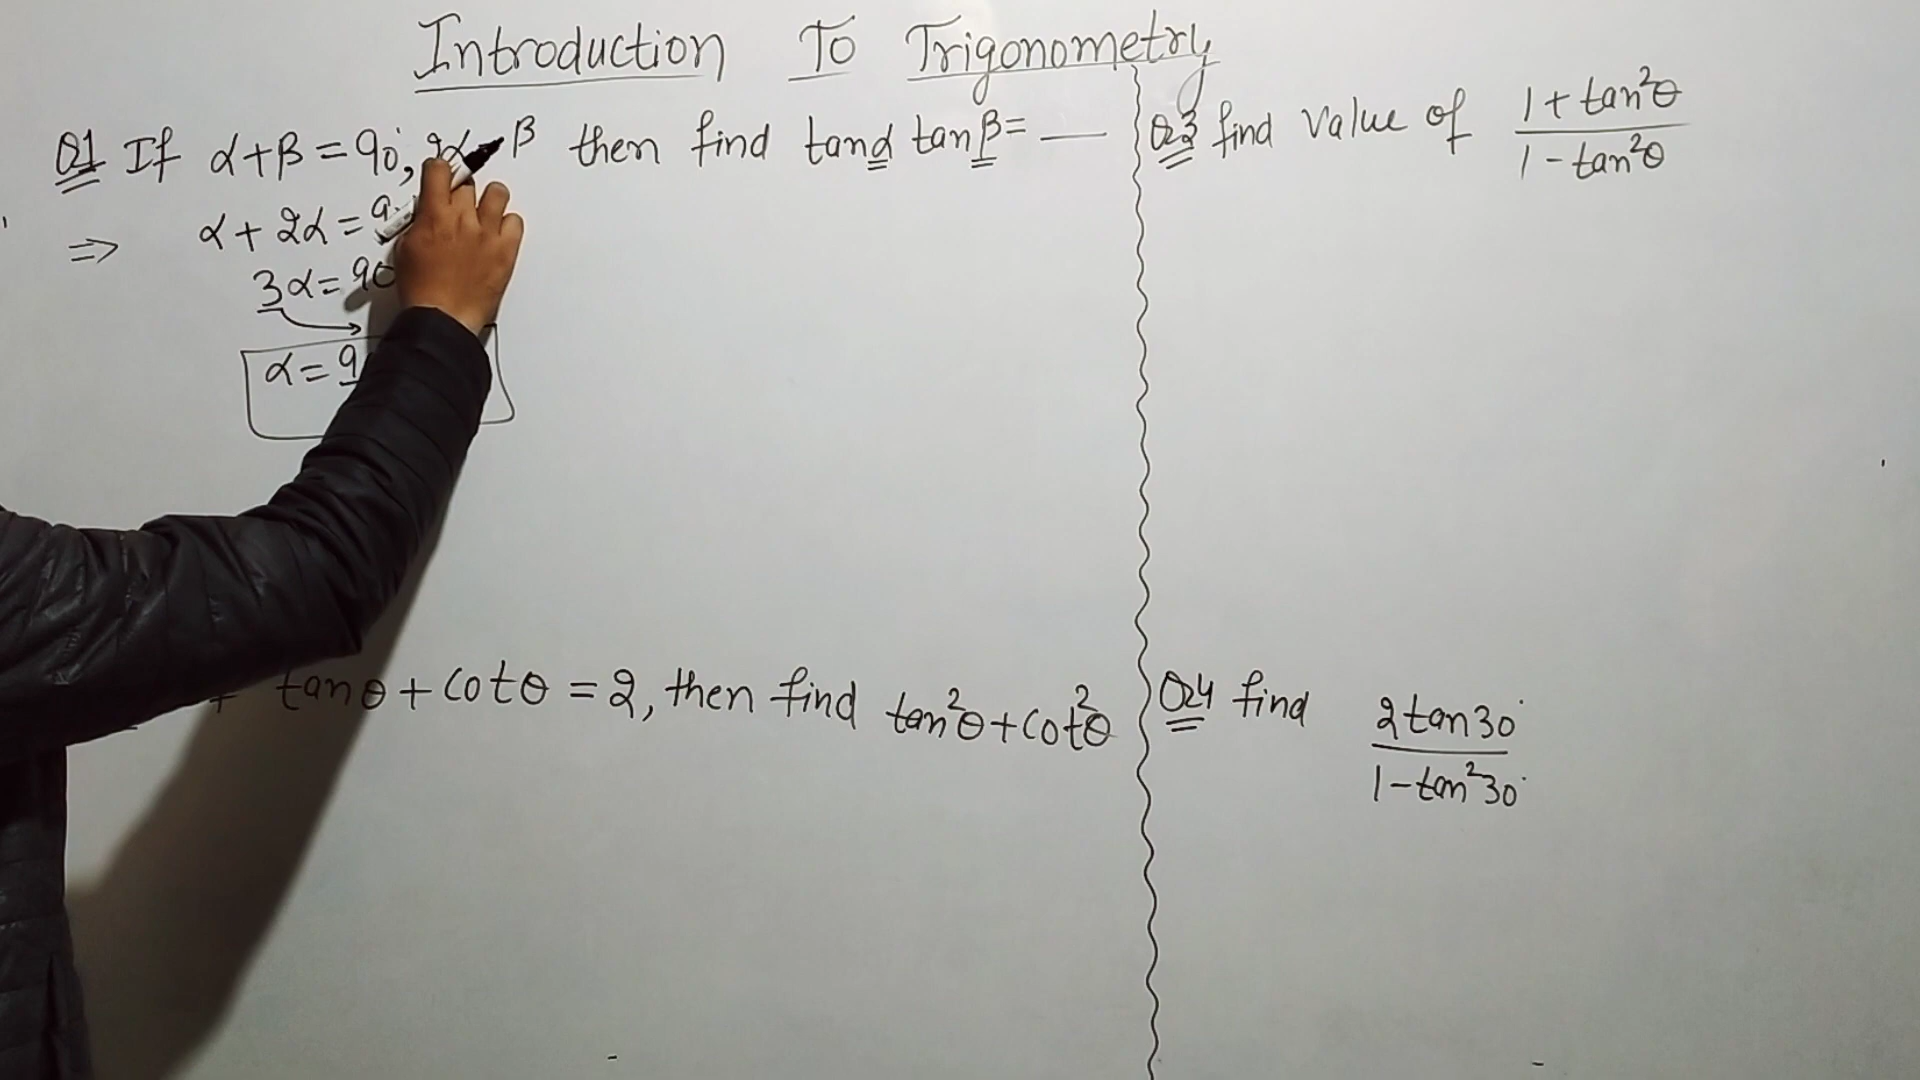 Introduction To Trigonometry
Q1 If α+β=90°, 2α β then find tanα tanβ= —
⇒ α+2α=9
3α=90
α=9
tanθ+cotθ=2, then find tan²θ+cot²θ
Q3 find value of 1+tan²θ / 1-tan²θ
Q4 find 2tan30° / 1-tan²30°